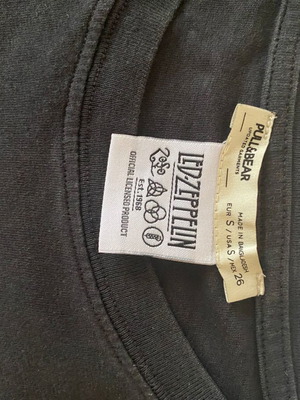 LED-ZEPPELIN
Est. 1968
OFFICIAL LICENSED PRODUCT
PULL&BEAR
MADE IN BANGLADESH
EUR S / USA S / MEX 26